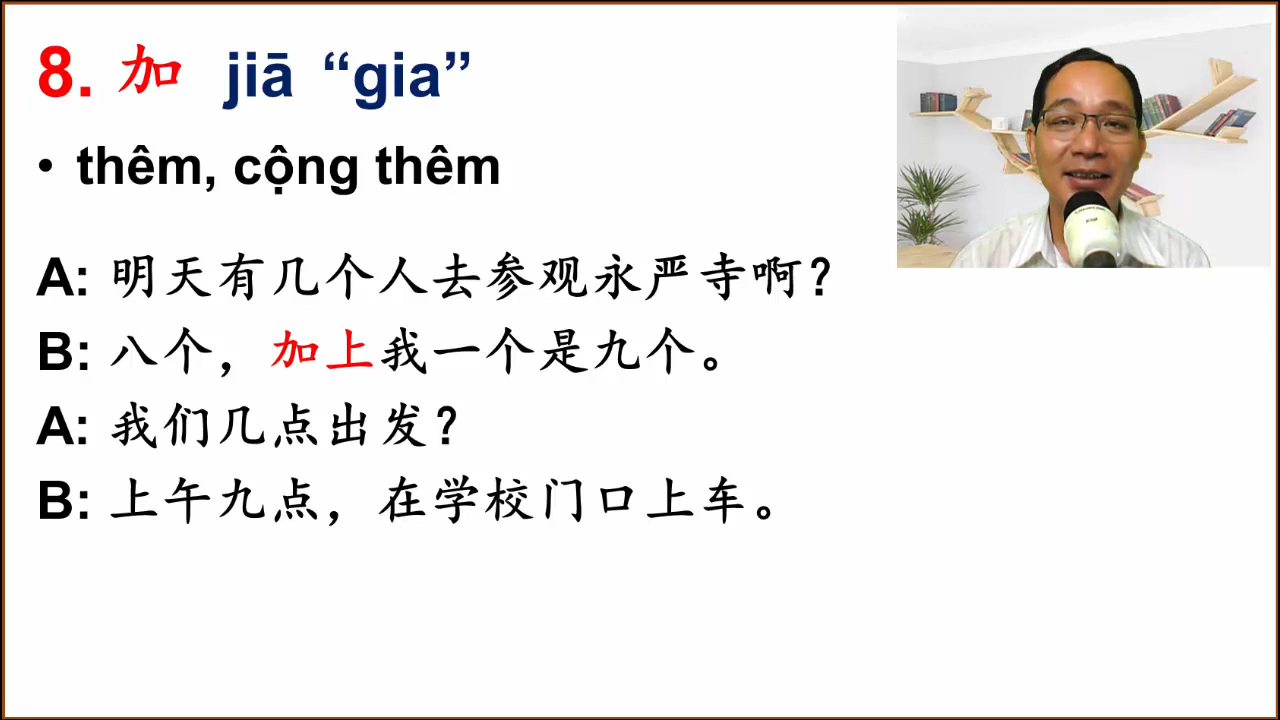 8. 加 jiā “gia”
• thêm, cộng thêm
A: 明天有几个人去参观永严寺啊？
B: 八个，加上我一个是九个。
A: 我们几点出发？
B: 上午九点，在学校门口上车。